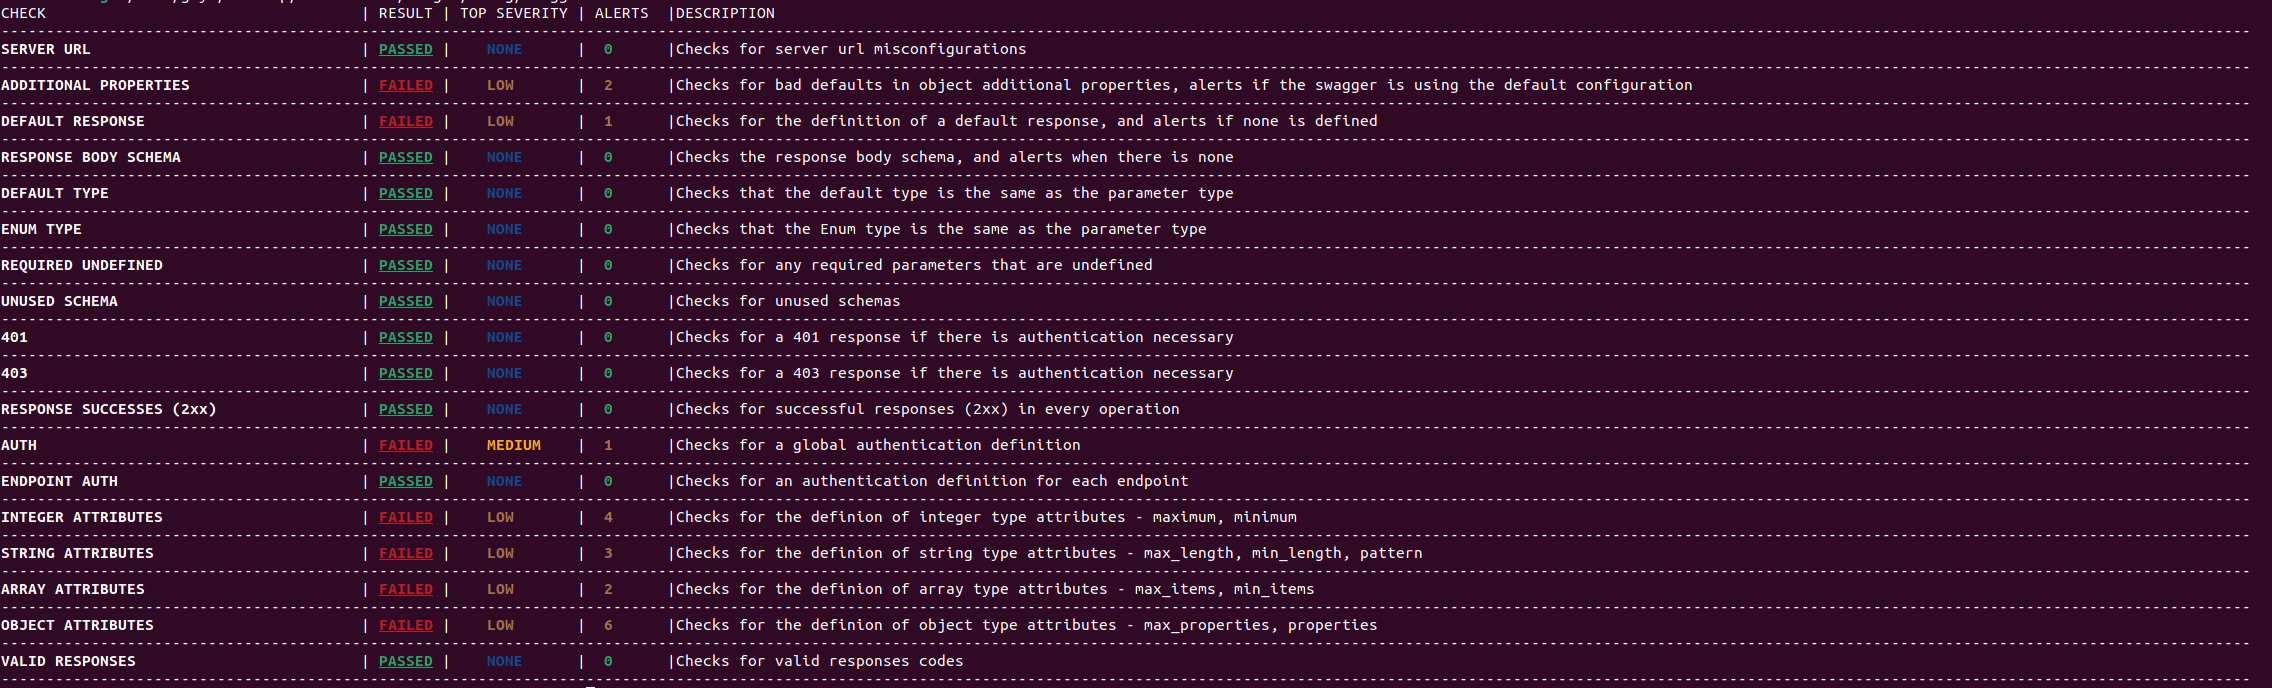 CHECK | RESULT | TOP SEVERITY | ALERTS |DESCRIPTION
SERVER URL | PASSED | NONE | 0 |Checks for server url misconfigurations
ADDITIONAL PROPERTIES | FAILED | LOW | 2 |Checks for bad defaults in object additional properties, alerts if the swagger is using the default configuration
DEFAULT RESPONSE | FAILED | LOW | 1 |Checks for the definition of a default response, and alerts if none is defined
RESPONSE BODY SCHEMA | PASSED | NONE | 0 |Checks the response body schema, and alerts when there is none
DEFAULT TYPE | PASSED | NONE | 0 |Checks that the default type is the same as the parameter type
ENUM TYPE | PASSED | NONE | 0 |Checks that the Enum type is the same as the parameter type
REQUIRED UNDEFINED | PASSED | NONE | 0 |Checks for any required parameters that are undefined
UNUSED SCHEMA | PASSED | NONE | 0 |Checks for unused schemas
401 | PASSED | NONE | 0 |Checks for a 401 response if there is authentication necessary
403 | PASSED | NONE | 0 |Checks for a 403 response if there is authentication necessary
RESPONSE SUCCESSES (2xx) | PASSED | NONE | 0 |Checks for successful responses (2xx) in every operation
AUTH | FAILED | MEDIUM | 1 |Checks for a global authentication definition
ENDPOINT AUTH | PASSED | NONE | 0 |Checks for an authentication definition for each endpoint
INTEGER ATTRIBUTES | FAILED | LOW | 4 |Checks for the definion of integer type attributes - maximum, minimum
STRING ATTRIBUTES | FAILED | LOW | 3 |Checks for the definion of string type attributes - max_length, min_length, pattern
ARRAY ATTRIBUTES | FAILED | LOW | 2 |Checks for the definion of array type attributes - max_items, min_items
OBJECT ATTRIBUTES | FAILED | LOW | 6 |Checks for the definion of object type attributes - max_properties, properties
VALID RESPONSES | PASSED | NONE | 0 |Checks for valid responses codes